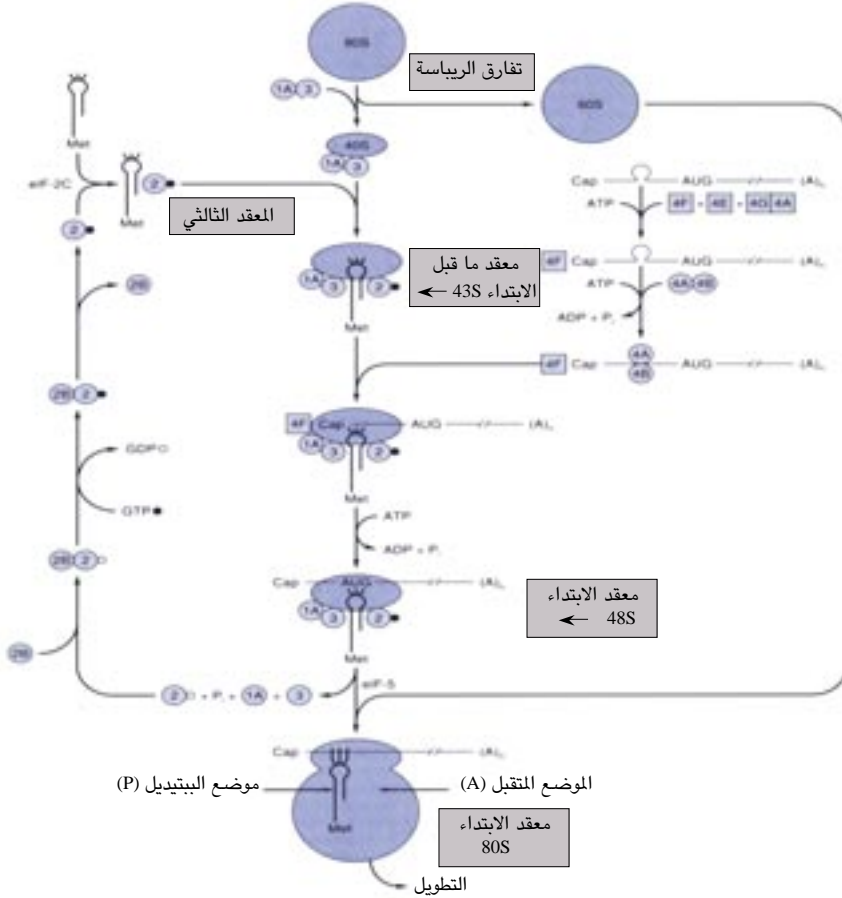 80S
تفارق الريباسة
1A 3
60S
40S
1A 3
Met
Cap AUG (A)n
eIF-2C
2
ATP 4F = 4E + 4G 4A
Met
المعقد الثالثي
2
معقد ما قبل
الابتداء 43S ←
4F Cap AUG (A)n
1A 3 2
ATP 4A 4B
2B
ADP + Pi
Met
4A
4F Cap AUG (A)n
4B
2B 2
4F Cap AUG (A)n
1A 3 2
GDP
Met
GTP
ATP
ADP + Pi
2B 2
Cap AUG (A)n
معقد الابتداء
48S ←
1A 3 2
2B
Met
eIF-5
2 + Pi + 1A + 3
Cap (A)n
موضع الببتيديل (P)
الموضع المتقبل (A)
Met
معقد الابتداء
80S
التطويل